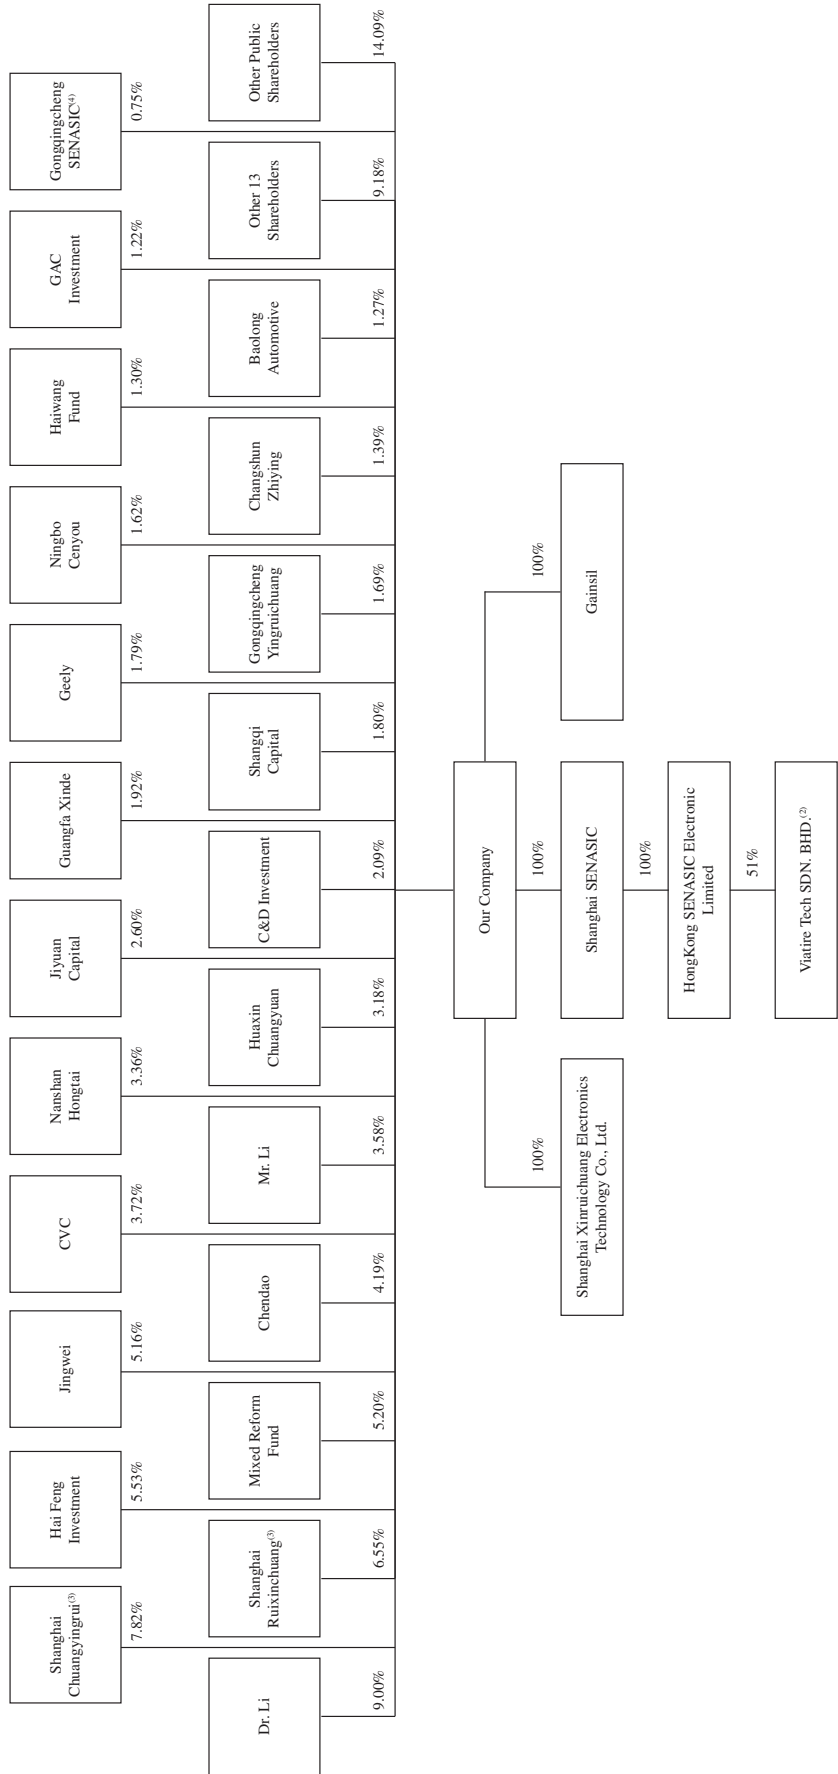 Shanghai
Chuangyingrui(3)
7.82%
Hai Feng
Investment
5.53%
Jingwei
5.16%
CVC
3.72%
Nanshan
Hongtai
3.36%
Jiyuan
Capital
2.60%
Guangfa Xinde
1.92%
Geely
1.79%
Ningbo
Cenyou
1.62%
Haiwang
Fund
1.30%
GAC
Investment
1.22%
Gongqingcheng
SENASIC(4)
0.75%
Dr. Li
9.00%
Shanghai
Ruixinchuang(3)
6.55%
Mixed Reform
Fund
5.20%
Chendao
4.19%
Mr. Li
3.58%
Huaxin
Chuangyuan
3.18%
C&D Investment
2.09%
Shangqi
Capital
1.80%
Gongqingcheng
Yingruichuang
1.69%
Changshun
Zhiying
1.39%
Baolong
Automotive
1.27%
Other 13
Shareholders
9.18%
Other Public
Shareholders
14.09%
Our Company
100%
100%
100%
Shanghai Xinruichuang Electronics
Technology Co., Ltd.
Shanghai SENASIC
Gainsil
100%
HongKong SENASIC Electronic
Limited
51%
Viatire Tech SDN. BHD.(2)